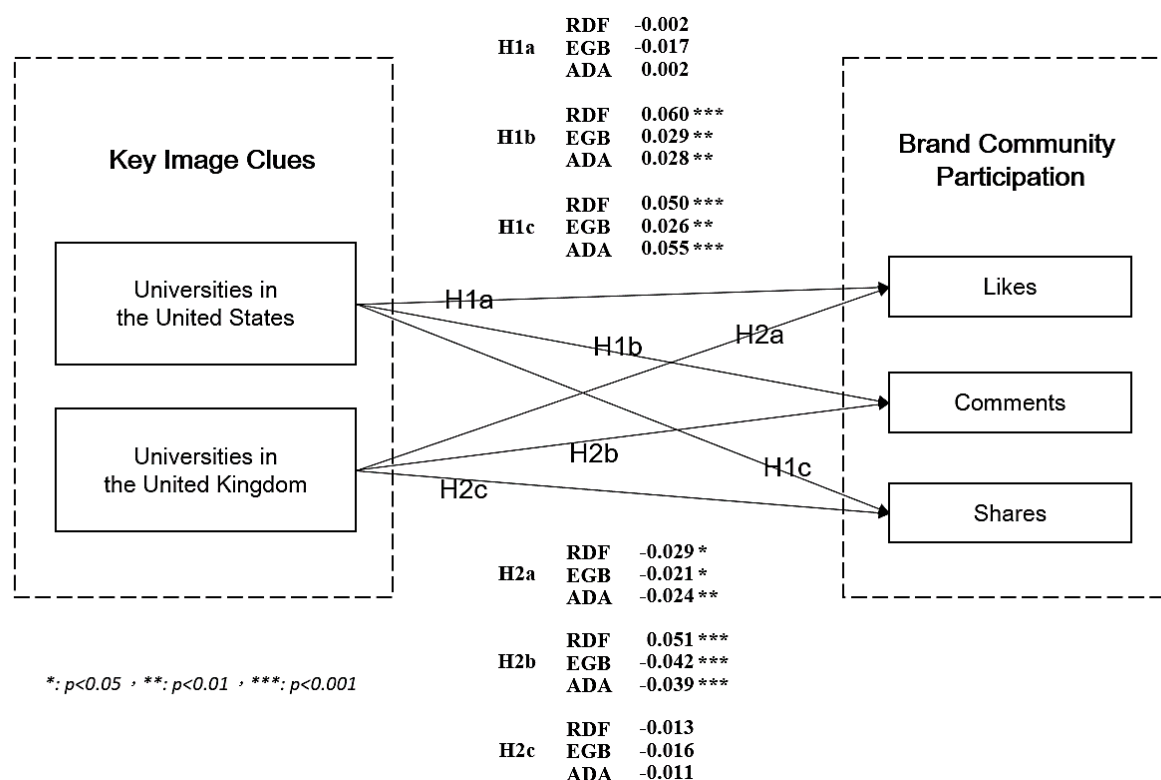 RDF -0.002
H1a EGB -0.017
ADA 0.002
RDF 0.060 ***
H1b EGB 0.029 **
ADA 0.028 **
RDF 0.050 ***
H1c EGB 0.026 **
ADA 0.055 ***
Key Image Clues
Universities in
the United States
Universities in
the United Kingdom
H1a
H2a
H1b
H2b
H1c
H2c
Brand Community
Participation
Likes
Comments
Shares
RDF -0.029 *
H2a EGB -0.021 *
ADA -0.024 **
RDF 0.051 ***
H2b EGB -0.042 ***
ADA -0.039 ***
RDF -0.013
H2c EGB -0.016
ADA -0.011
*: p<0.05，**: p<0.01，***: p<0.001